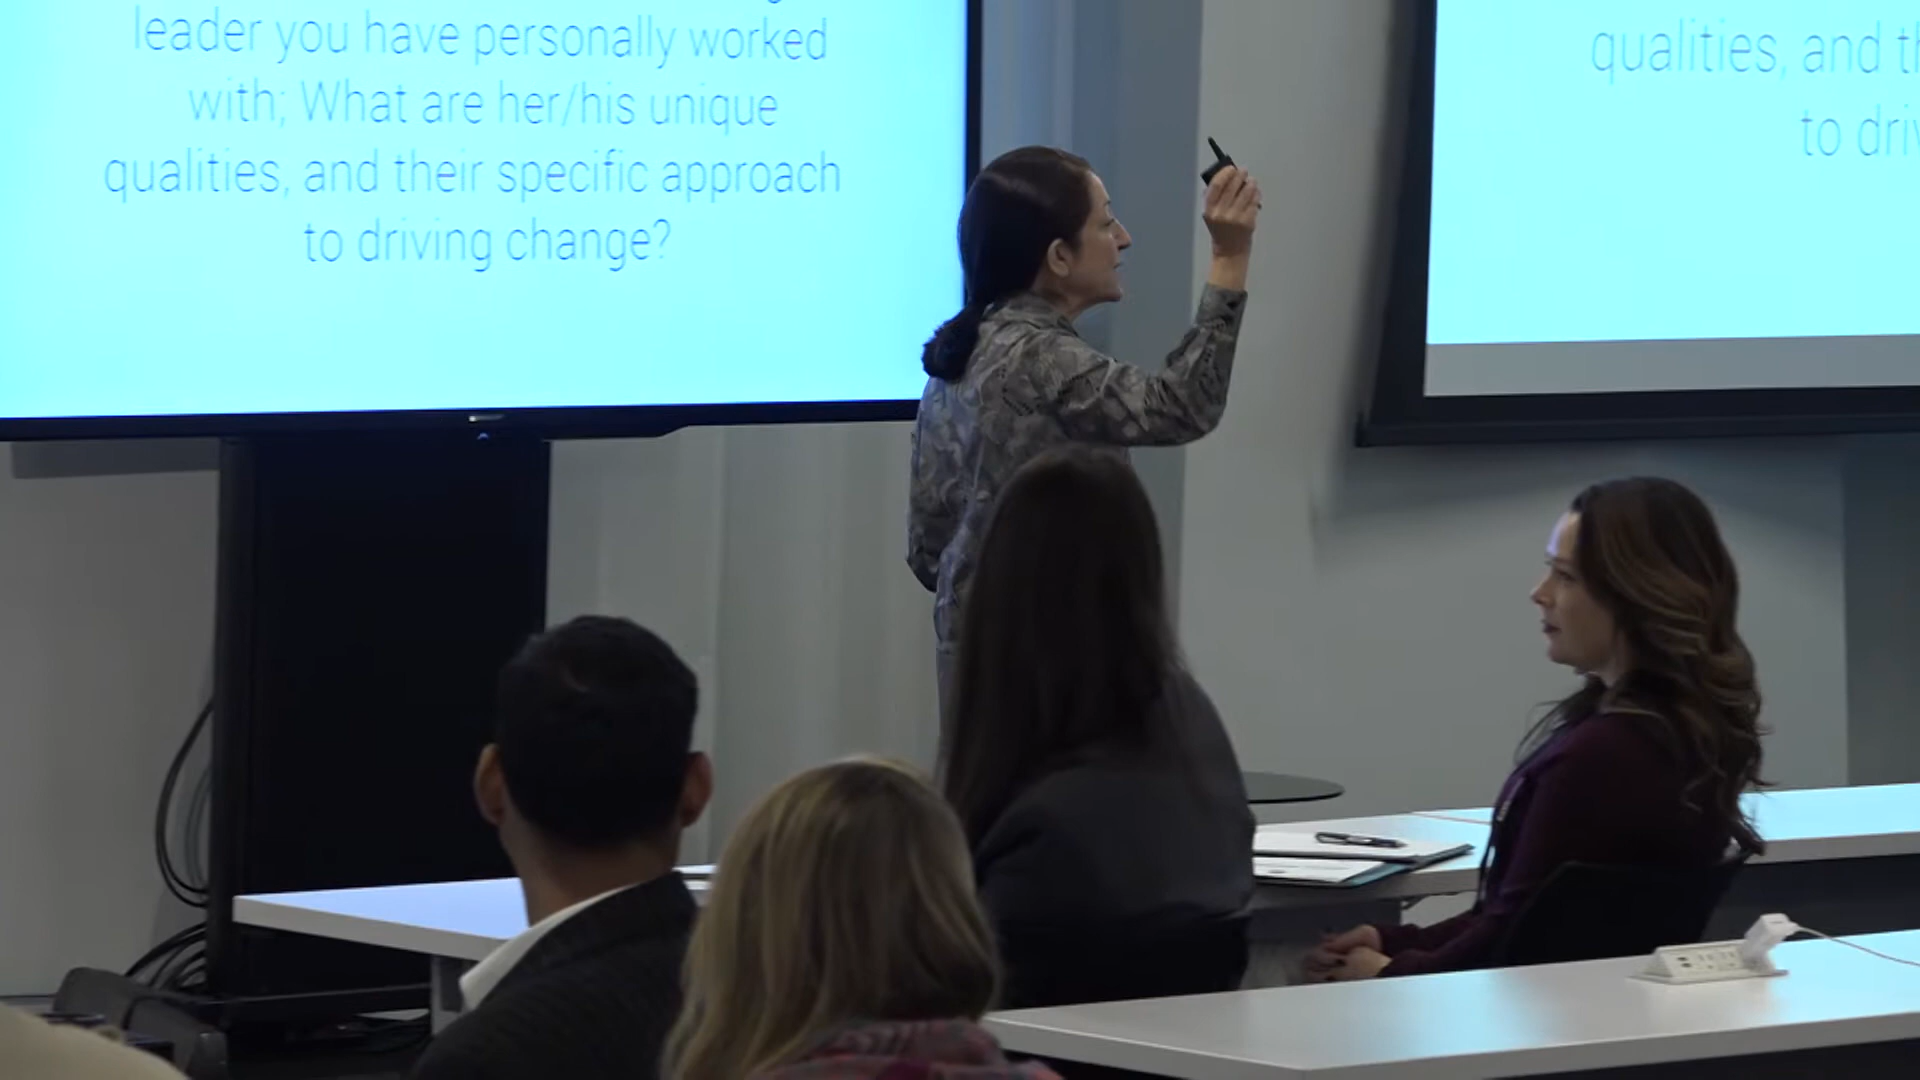 leader you have personally worked
with; What are her/his unique
qualities, and their specific approach
to driving change?
qualities, and
to